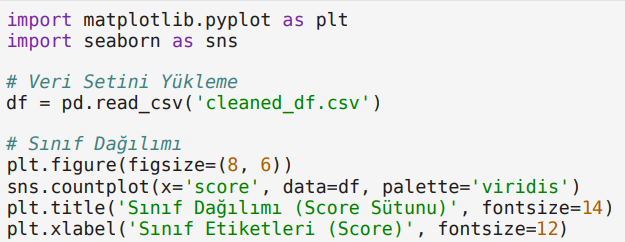 import matplotlib.pyplot as plt
import seaborn as sns
# Veri Setini Yükleme
df = pd.read_csv('cleaned_df.csv')
# Sınıf Dağılımı
plt.figure(figsize=(8, 6))
sns.countplot(x='score', data=df, palette='viridis')
plt.title('Sınıf Dağılımı (Score Sütunu)', fontsize=14)
plt.xlabel('Sınıf Etiketleri (Score)', fontsize=12)